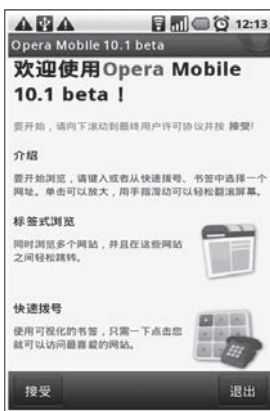 12:13
Opera Mobile 10.1 beta
欢迎使用Opera Mobile
10.1 beta！
要开始，请向下滚动到最终用户许可协议并按 接受!
介绍
要开始浏览，请键入或者从快速拨号、书签中选择一个
网址。单击可以放大，用手指滑动可以轻松翻滚屏幕。
标签式浏览
同时浏览多个网站，并且在这些网站
之间轻松跳转。
快速拨号
使用可视化的书签，只需一下点击您
就可以访问最喜爱的网站。
接受
退出